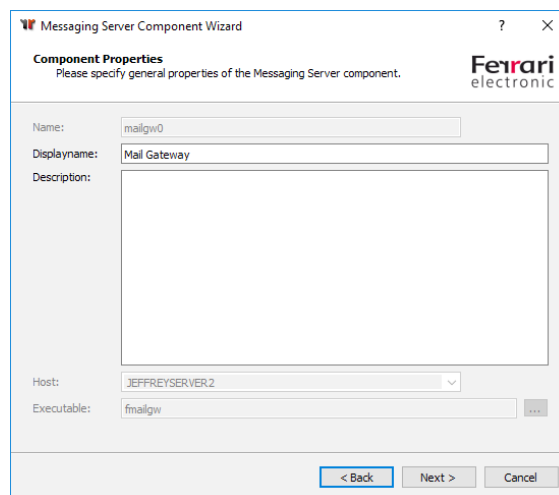 Messaging Server Component Wizard ? X
Component Properties
Please specify general properties of the Messaging Server component.
Ferrari
electronic
Name: mailgw0
Displayname: Mail Gateway
Description:
Host: JEFFREYSERVER2
Executable: fmailgw ...
< Back Next > Cancel